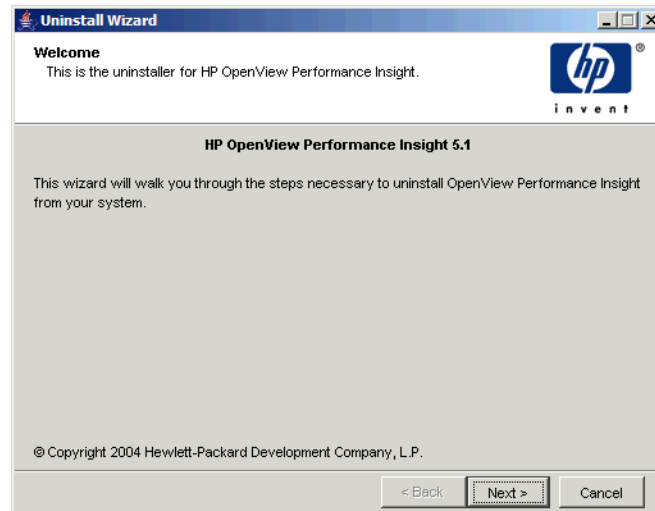 Uninstall Wizard
Welcome
This is the uninstaller for HP OpenView Performance Insight.
hp
®
invent
HP OpenView Performance Insight 5.1
This wizard will walk you through the steps necessary to uninstall OpenView Performance Insight
from your system.
© Copyright 2004 Hewlett-Packard Development Company, L.P.
< Back Next > Cancel